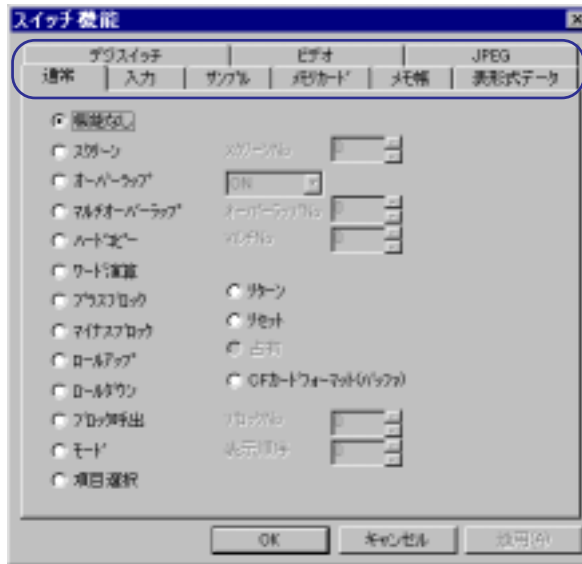 スイッチ機能
デジスイッチ ビデオ JPEG
通常 入力 サンプル メモリカード メモ帳 表形式データ
機能なし
スクリーン スクリーンNo 0
オーバーラップ ON
マルチオーバーラップ オーバーラップNo 0
ハードコピー 0
ワード演算
プラスブロック リターン
マイナスブロック リセット
ロールアップ 占有
ロールダウン CFカードフォーマット(バッファ)
ブロック呼出 ブロックNo 0
モード 表示順序 0
項目選択
OK キャンセル 適用(A)